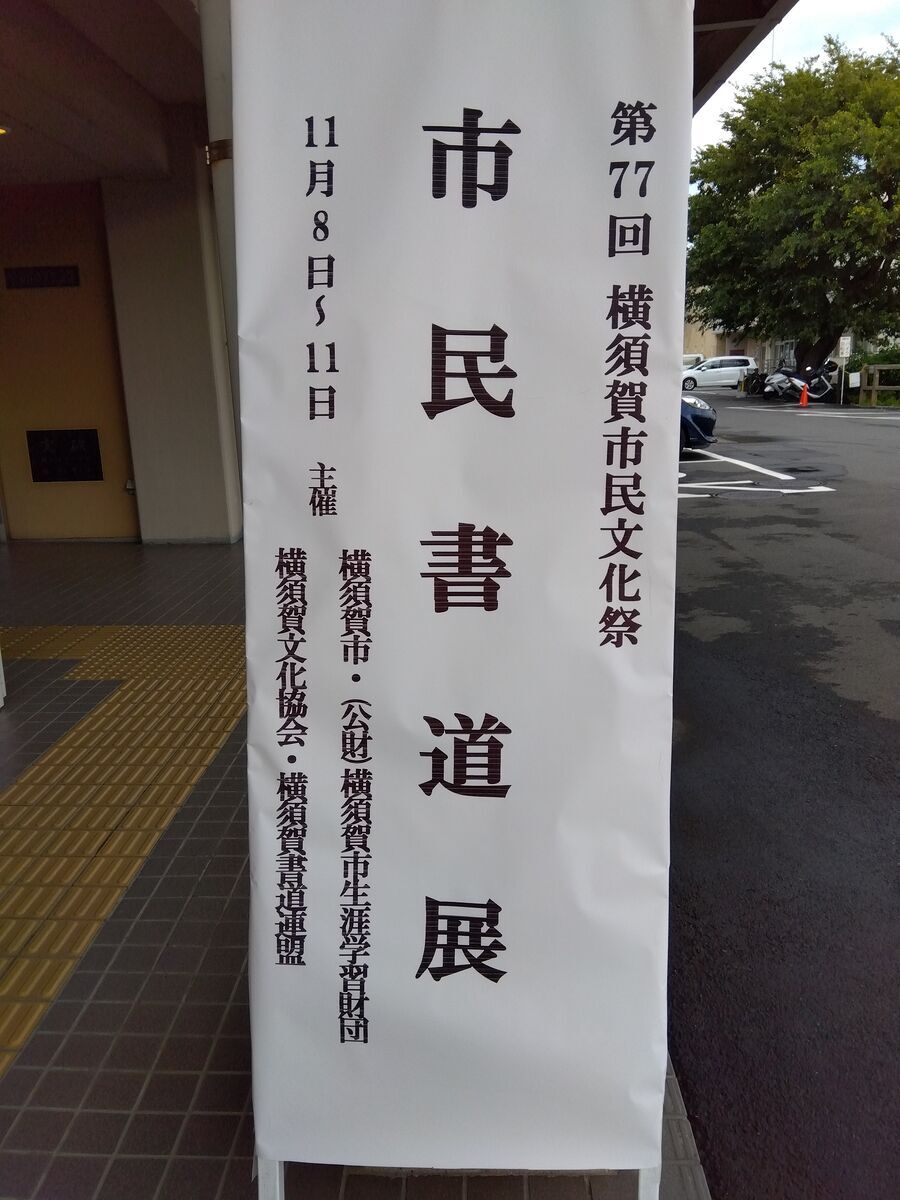 第77回 横須賀市民文化祭
市民書道展
11月8日～11日 主催
横須賀市・(公財)横須賀市生涯学習財団
横須賀文化協会・横須賀書道連盟